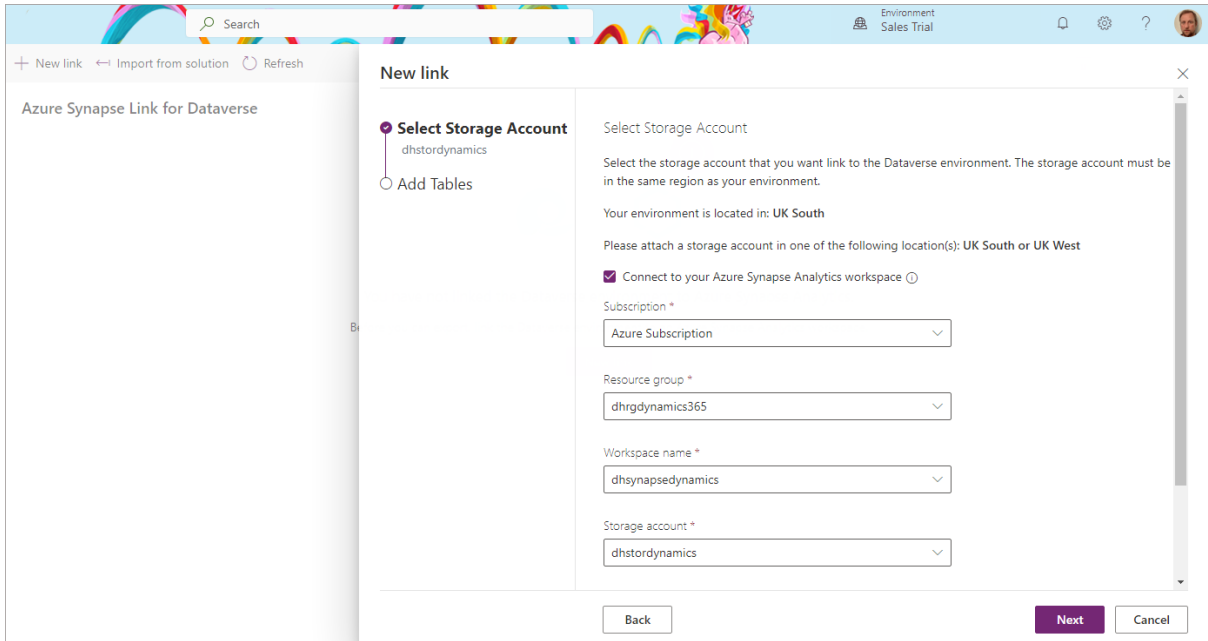 Search
Environment
Sales Trial
?
New link
Import from solution
Refresh
Azure Synapse Link for Dataverse
Be
New link
Select Storage Account
dhstordynamics
Add Tables
Select Storage Account
Select the storage account that you want link to the Dataverse environment. The storage account must be
in the same region as your environment.
Your environment is located in: UK South
Please attach a storage account in one of the following location(s): UK South or UK West
Connect to your Azure Synapse Analytics workspace
Subscription *
Azure Subscription
Resource group *
dhrgdynamics365
Workspace name *
dhsynapsedynamics
Storage account *
dhstordynamics
Back
Next
Cancel